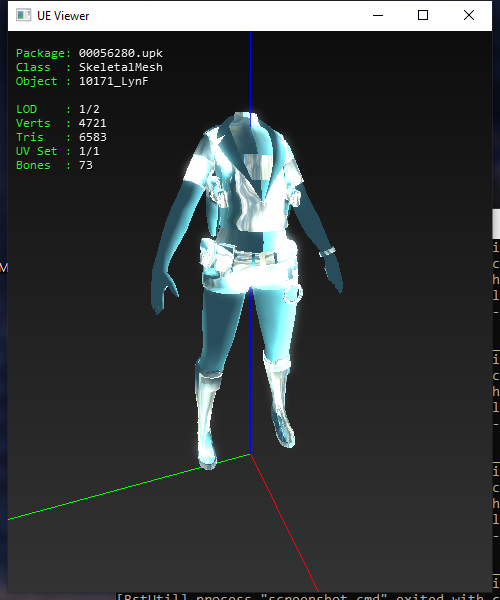 UE Viewer
Package: 00056280.upk
Class : SkeletalMesh
Object : 10171_LynF
LOD : 1/2
Verts : 4721
Tris : 6583
UV Set : 1/1
Bones : 73
M
i
c
h
l
-
i
c
h
l
-
i
c
h
l
-
i
[BstUtil] process "screenshot.cmd" exited with c